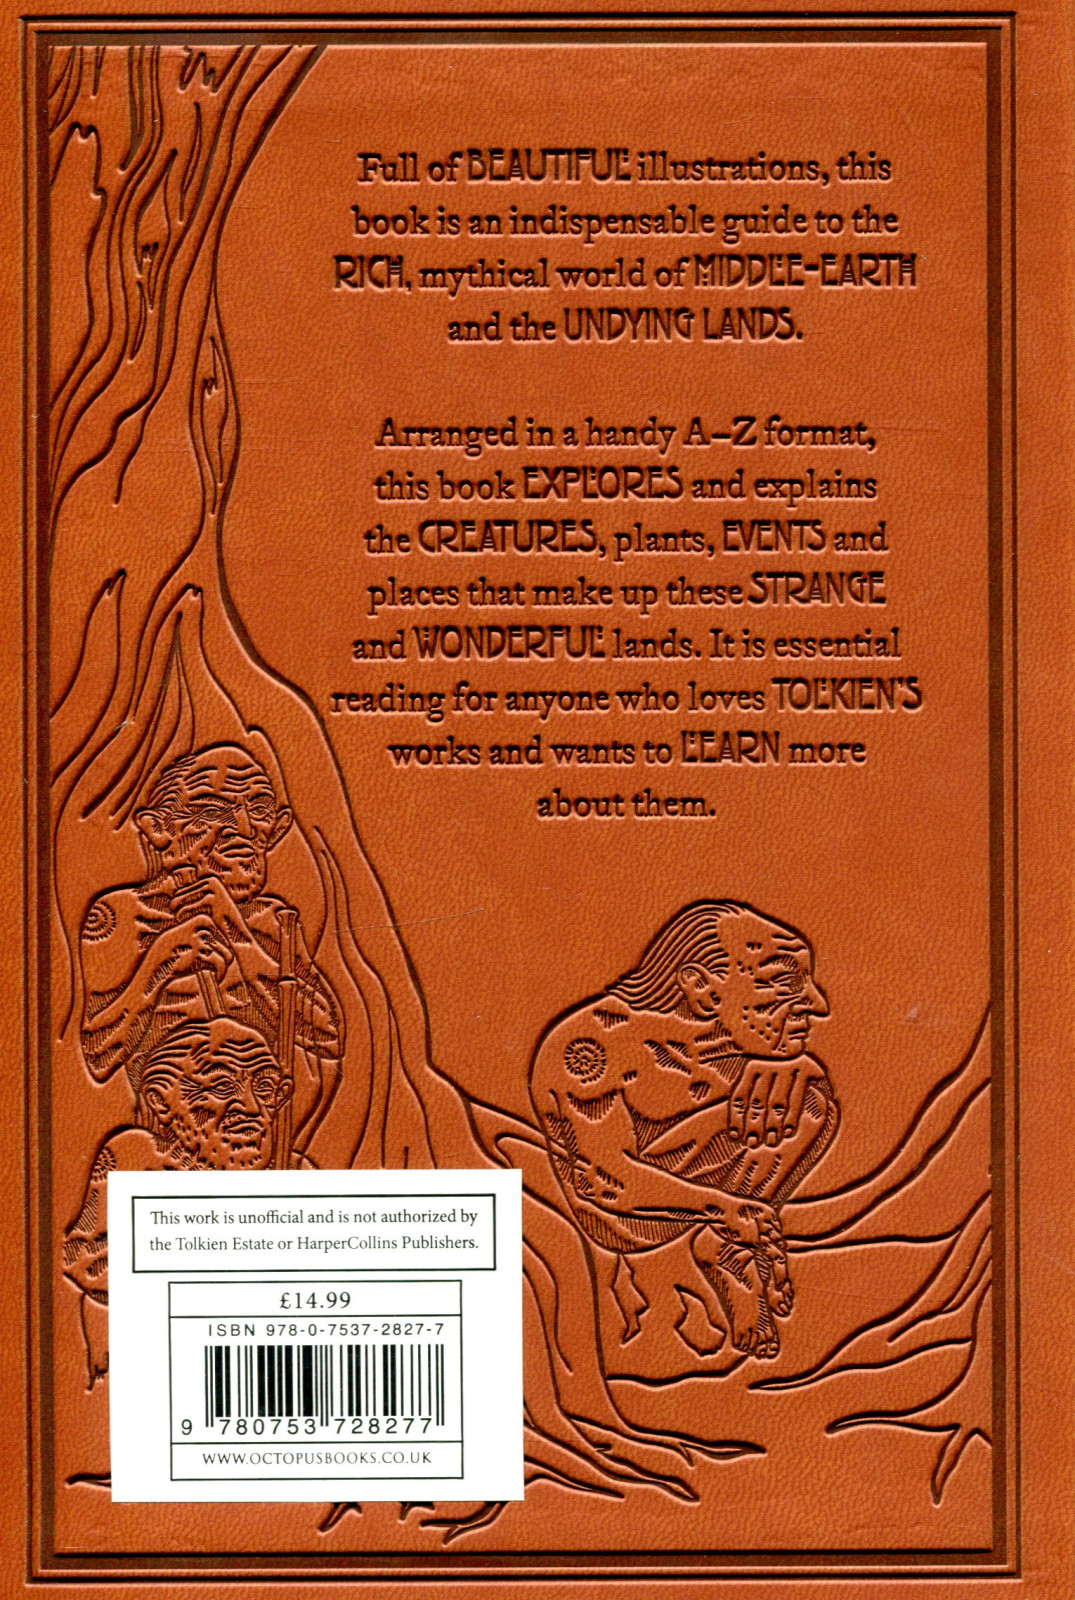 Full of BEAUTIFUL illustrations, this
book is an indispensable guide to the
RICH, mythical world of MIDDLE-EARTH
and the UNDYING LANDS.
Arranged in a handy A–Z format,
this book EXPLORES and explains
the CREATURES, plants, EVENTS and
places that make up these STRANGE
and WONDERFUL lands. It is essential
reading for anyone who loves TOLKIEN'S
works and wants to LEARN more
about them.
This work is unofficial and is not authorized by
the Tolkien Estate or HarperCollins Publishers.
£14.99
ISBN 978-0-7537-2827-7
9 780753 728277
WWW.OCTOPUSBOOKS.CO.UK